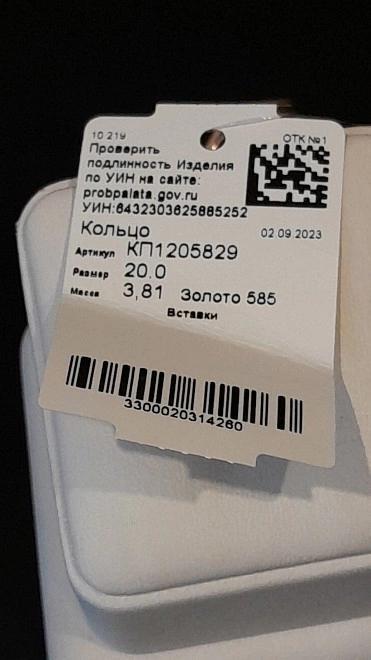 10 219
ОТК №1
Проверить
подлинность Изделия
по УИН на сайте:
probpalata.gov.ru
УИН:6432303625885252
Кольцо 02.09.2023
Артикул КП1205829
Размер 20.0
Масса 3,81 Золото 585
Вставки
3300020314260